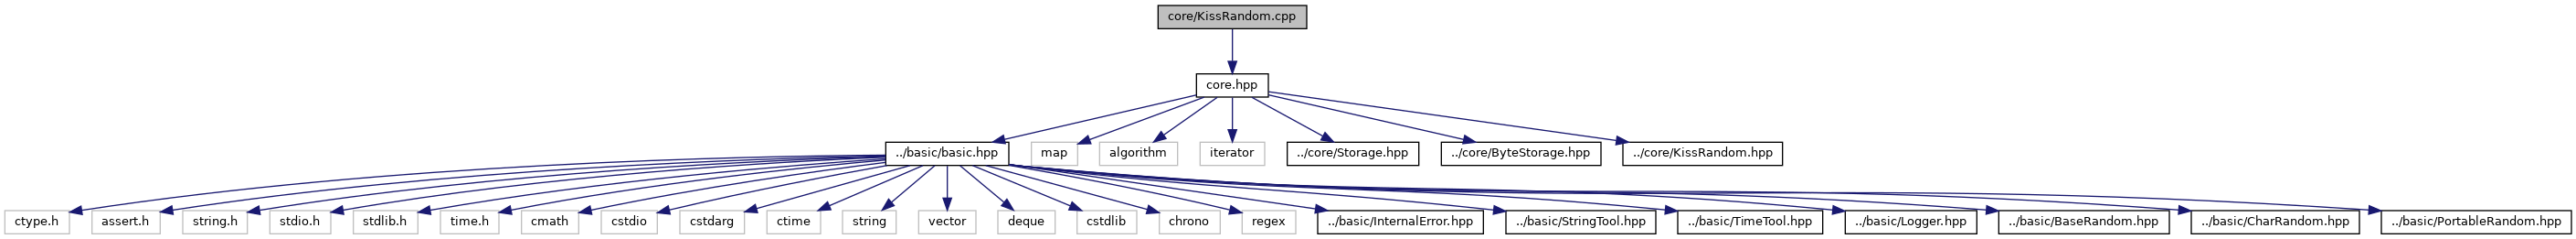 core/KissRandom.cpp
core.hpp
../basic/basic.hpp
map
algorithm
iterator
../core/Storage.hpp
../core/ByteStorage.hpp
../core/KissRandom.hpp
ctype.h
assert.h
string.h
stdio.h
stdlib.h
time.h
cmath
cstdio
cstdarg
ctime
string
vector
deque
cstdlib
chrono
regex
../basic/InternalError.hpp
../basic/StringTool.hpp
../basic/TimeTool.hpp
../basic/Logger.hpp
../basic/BaseRandom.hpp
../basic/CharRandom.hpp
../basic/PortableRandom.hpp